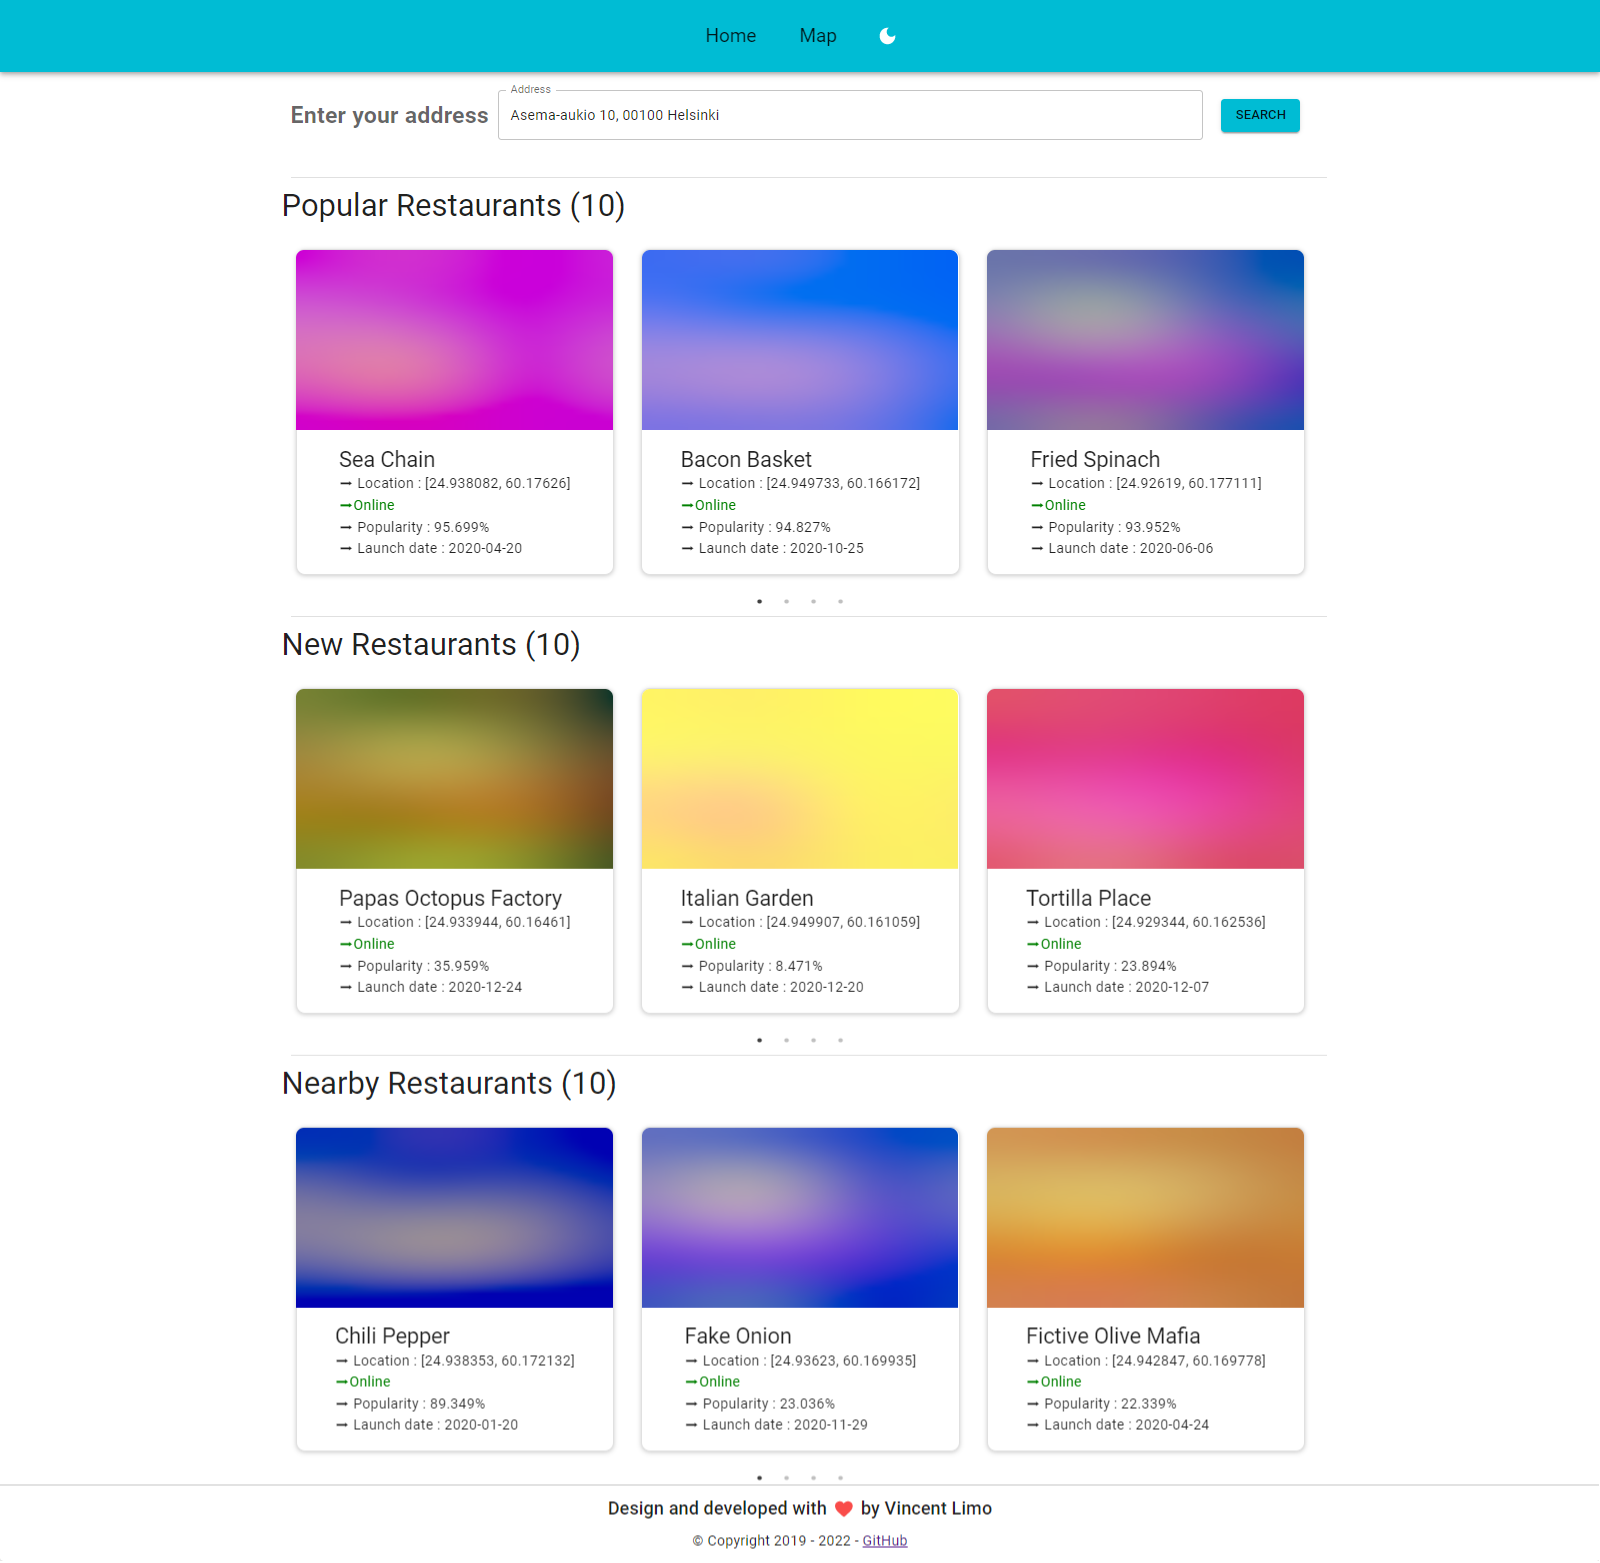 Home Map
Address
Enter your address Asema-aukio 10, 00100 Helsinki SEARCH
Popular Restaurants (10)
Sea Chain
➞ Location : [24.938082, 60.17626]
➞Online
➞ Popularity : 95.699%
➞ Launch date : 2020-04-20
Bacon Basket
➞ Location : [24.949733, 60.166172]
➞Online
➞ Popularity : 94.827%
➞ Launch date : 2020-10-25
Fried Spinach
➞ Location : [24.92619, 60.177111]
➞Online
➞ Popularity : 93.952%
➞ Launch date : 2020-06-06
New Restaurants (10)
Papas Octopus Factory
➞ Location : [24.933944, 60.16461]
➞Online
➞ Popularity : 35.959%
➞ Launch date : 2020-12-24
Italian Garden
➞ Location : [24.949907, 60.161059]
➞Online
➞ Popularity : 8.471%
➞ Launch date : 2020-12-20
Tortilla Place
➞ Location : [24.929344, 60.162536]
➞Online
➞ Popularity : 23.894%
➞ Launch date : 2020-12-07
Nearby Restaurants (10)
Chili Pepper
➞ Location : [24.938353, 60.172132]
➞Online
➞ Popularity : 89.349%
➞ Launch date : 2020-01-20
Fake Onion
➞ Location : [24.93623, 60.169935]
➞Online
➞ Popularity : 23.036%
➞ Launch date : 2020-11-29
Fictive Olive Mafia
➞ Location : [24.942847, 60.169778]
➞Online
➞ Popularity : 22.339%
➞ Launch date : 2020-04-24
Design and developed with ❤️ by Vincent Limo
© Copyright 2019 - 2022 - GitHub